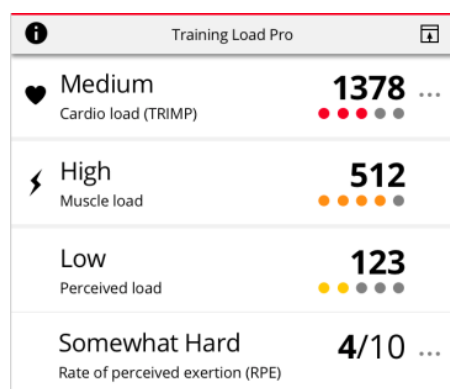 Training Load Pro
Medium 1378
Cardio load (TRIMP)
High 512
Muscle load
Low 123
Perceived load
Somewhat Hard 4/10
Rate of perceived exertion (RPE)